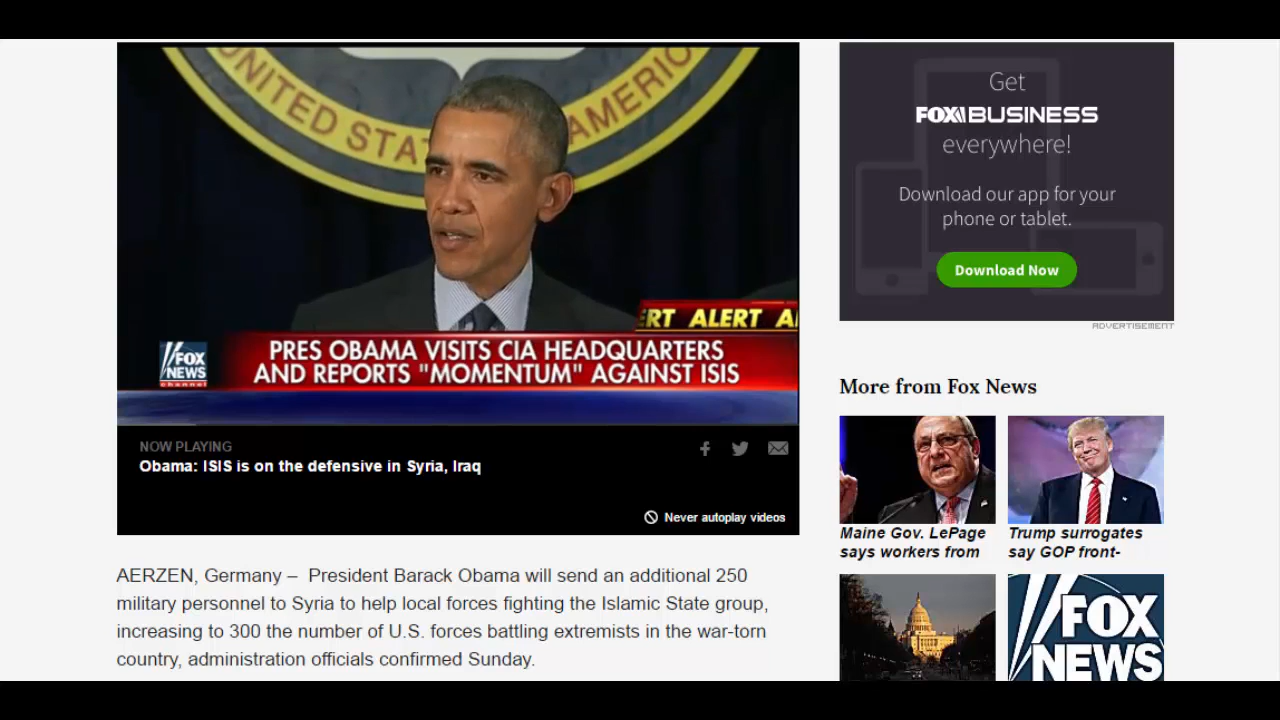 UNITED STAT
AMERIC
ERT ALERT A
FOX
NEWS
channel
PRES OBAMA VISITS CIA HEADQUARTERS
AND REPORTS "MOMENTUM" AGAINST ISIS
NOW PLAYING
Obama: ISIS is on the defensive in Syria, Iraq
Never autoplay videos
AERZEN, Germany – President Barack Obama will send an additional 250
military personnel to Syria to help local forces fighting the Islamic State group,
increasing to 300 the number of U.S. forces battling extremists in the war-torn
country, administration officials confirmed Sunday.
Get
FOX BUSINESS
everywhere!
Download our app for your
phone or tablet.
Download Now
ADVERTISEMENT
More from Fox News
Maine Gov. LePage
says workers from
Trump surrogates
say GOP front-
FOX
NEWS